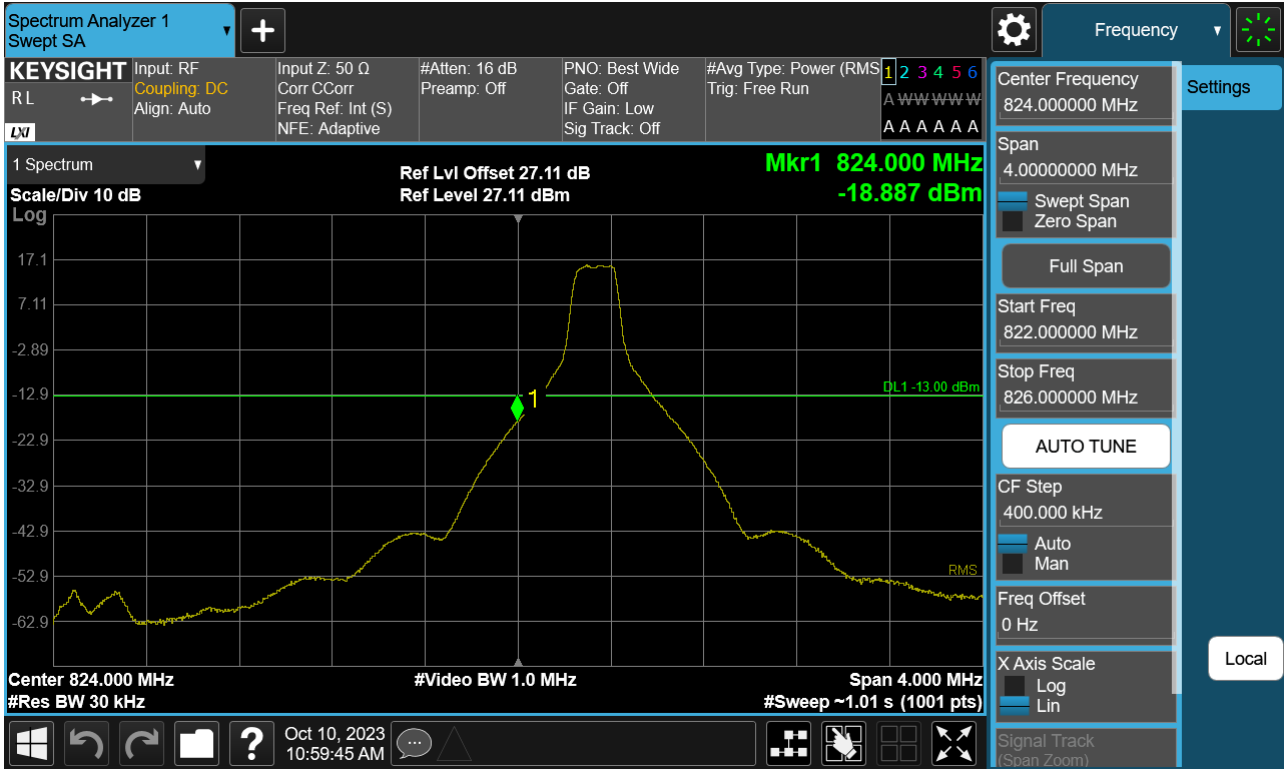 Spectrum Analyzer 1
Swept SA
Frequency
KEYSIGHT
R L
LXI
Input: RF
Coupling: DC
Align: Auto
Input Z: 50 Ω
Corr CCorr
Freq Ref: Int (S)
NFE: Adaptive
#Atten: 16 dB
Preamp: Off
PNO: Best Wide
Gate: Off
IF Gain: Low
Sig Track: Off
#Avg Type: Power (RMS
Trig: Free Run
1 2 3 4 5 6
A W W W W W
A A A A A A
1 Spectrum
Scale/Div 10 dB
Log
Ref Lvl Offset 27.11 dB
Ref Level 27.11 dBm
Mkr1 824.000 MHz
-18.887 dBm
17.1
7.11
-2.89
-12.9
-22.9
-32.9
-42.9
-52.9
-62.9
1
DL1 -13.00 dBm
RMS
Center 824.000 MHz
#Video BW 1.0 MHz
Span 4.000 MHz
#Res BW 30 kHz
#Sweep ~1.01 s (1001 pts)
Center Frequency
824.000000 MHz
Span
4.00000000 MHz
Swept Span
Zero Span
Full Span
Start Freq
822.000000 MHz
Stop Freq
826.000000 MHz
AUTO TUNE
CF Step
400.000 kHz
Auto
Man
Freq Offset
0 Hz
X Axis Scale
Log
Lin
Signal Track
(Span Zoom)
Settings
Local
?
Oct 10, 2023
10:59:45 AM